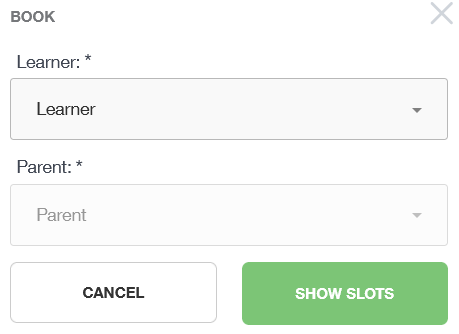 BOOK
Learner: *
Learner
Parent: *
Parent
CANCEL SHOW SLOTS